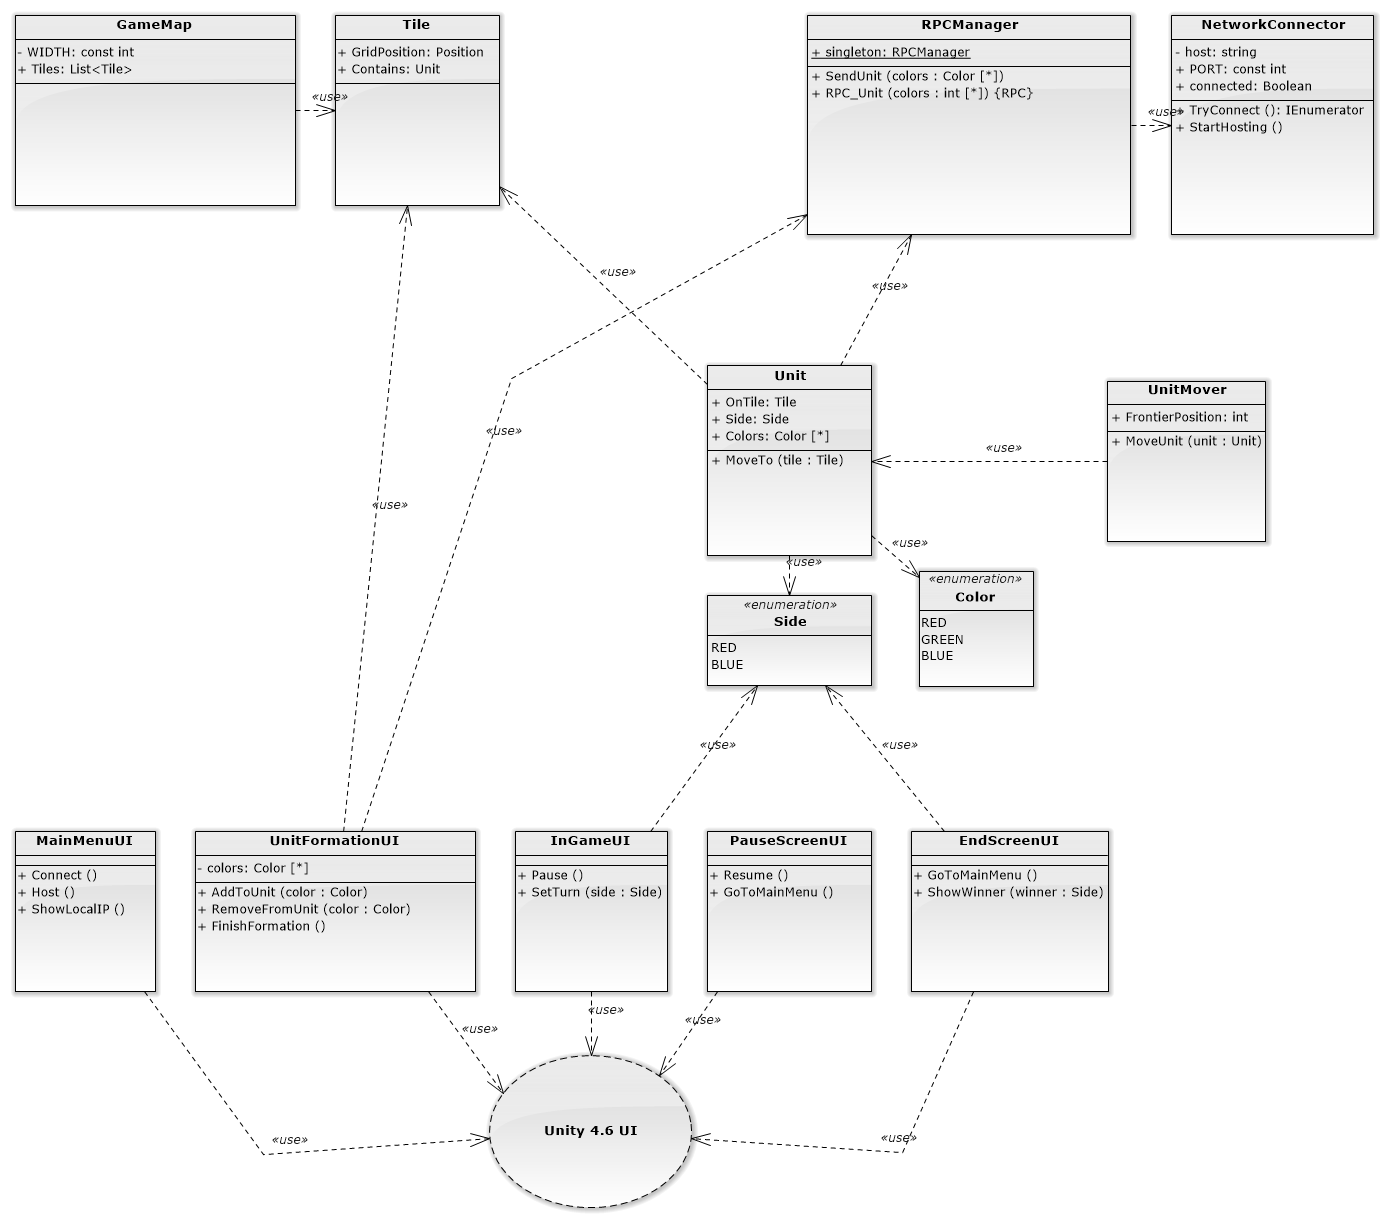 GameMap
- WIDTH: const int
+ Tiles: List<Tile>
«use»
Tile
+ GridPosition: Position
+ Contains: Unit
RPCManager
+ singleton: RPCManager
+ SendUnit (colors : Color [*])
+ RPC_Unit (colors : int [*]) {RPC}
«use»
NetworkConnector
- host: string
+ PORT: const int
+ connected: Boolean
+ TryConnect (): IEnumerator
+ StartHosting ()
«use»
«use»
«use»
«use»
Unit
+ OnTile: Tile
+ Side: Side
+ Colors: Color [*]
+ MoveTo (tile : Tile)
«use»
UnitMover
+ FrontierPosition: int
+ MoveUnit (unit : Unit)
«use»
«use»
«use»
«enumeration»
Side
RED
BLUE
«enumeration»
Color
RED
GREEN
BLUE
«use»
«use»
MainMenuUI
+ Connect ()
+ Host ()
+ ShowLocalIP ()
UnitFormationUI
- colors: Color [*]
+ AddToUnit (color : Color)
+ RemoveFromUnit (color : Color)
+ FinishFormation ()
InGameUI
+ Pause ()
+ SetTurn (side : Side)
PauseScreenUI
+ Resume ()
+ GoToMainMenu ()
EndScreenUI
+ GoToMainMenu ()
+ ShowWinner (winner : Side)
«use»
«use»
«use»
«use»
«use»
Unity 4.6 UI